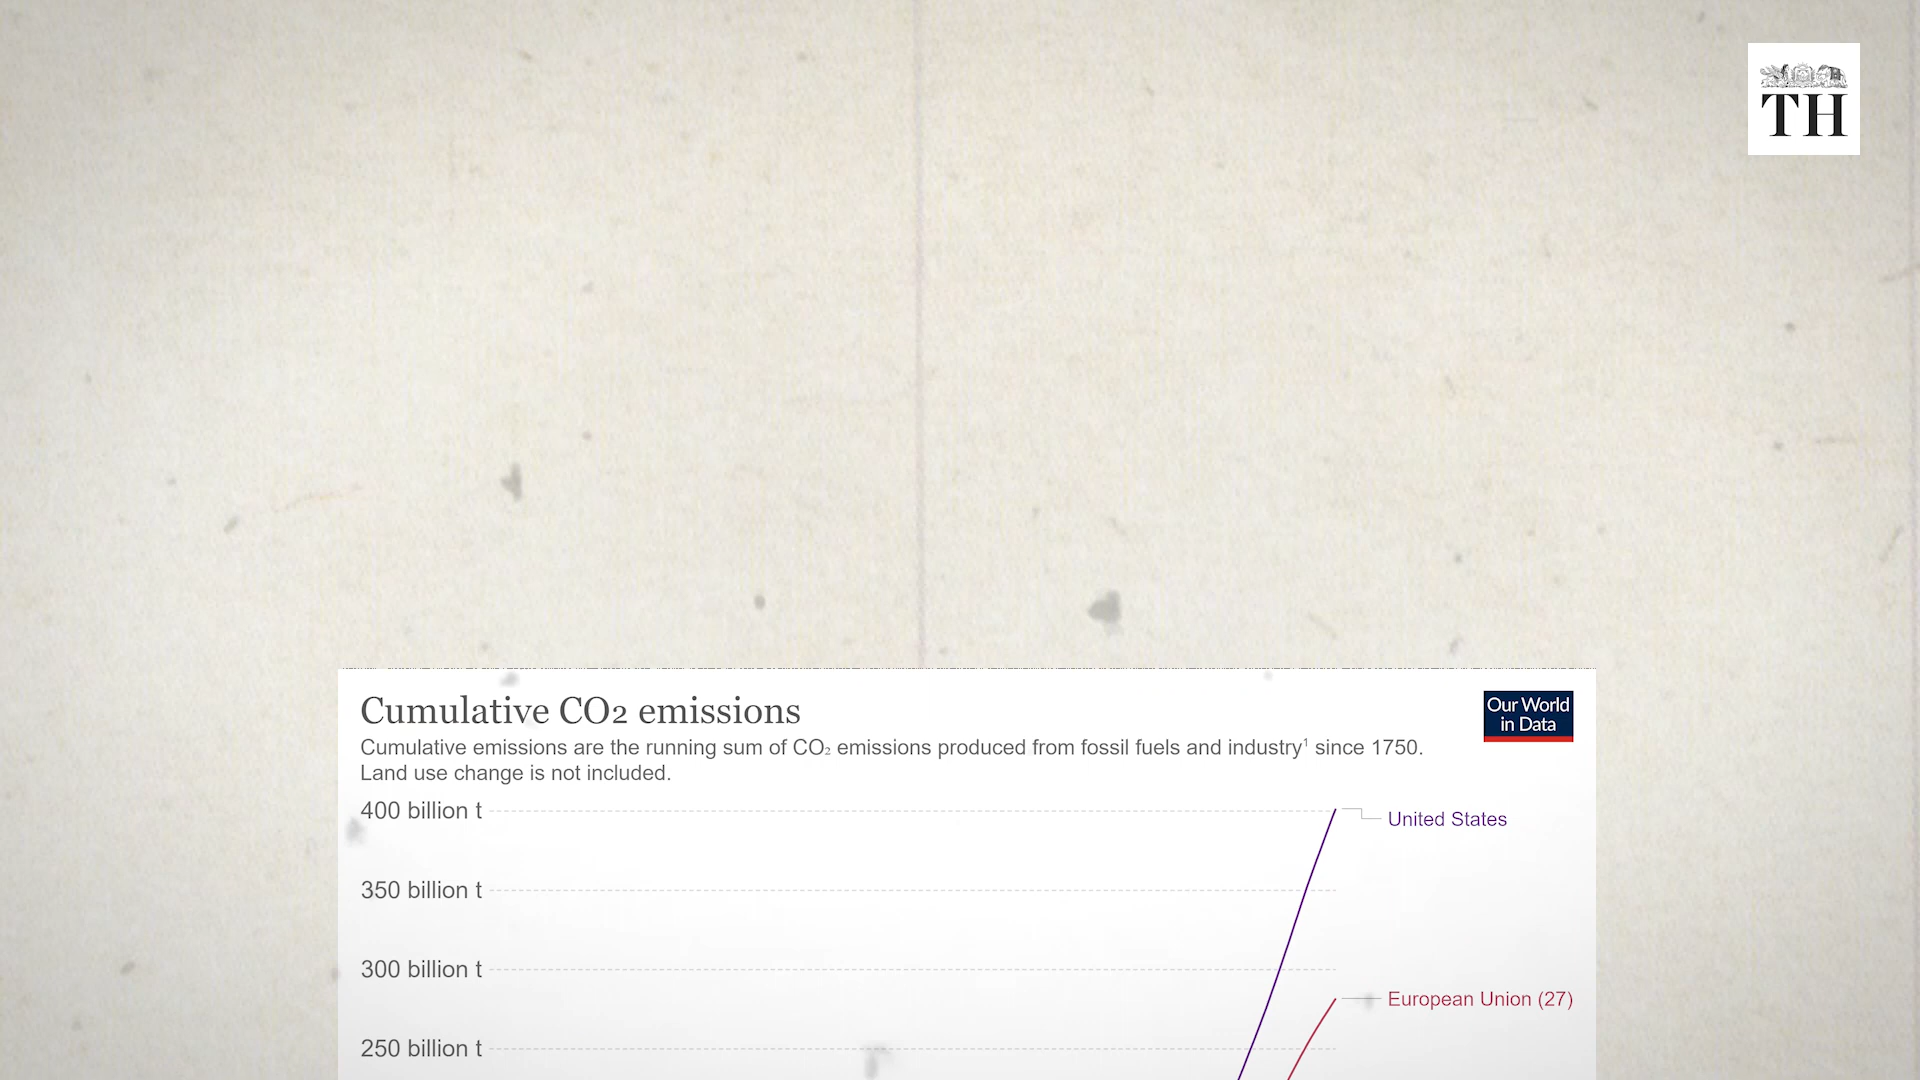 TH
Cumulative CO2 emissions
Our World
in Data
Cumulative emissions are the running sum of CO₂ emissions produced from fossil fuels and industry¹ since 1750.
Land use change is not included.
400 billion t
United States
350 billion t
300 billion t
European Union (27)
250 billion t